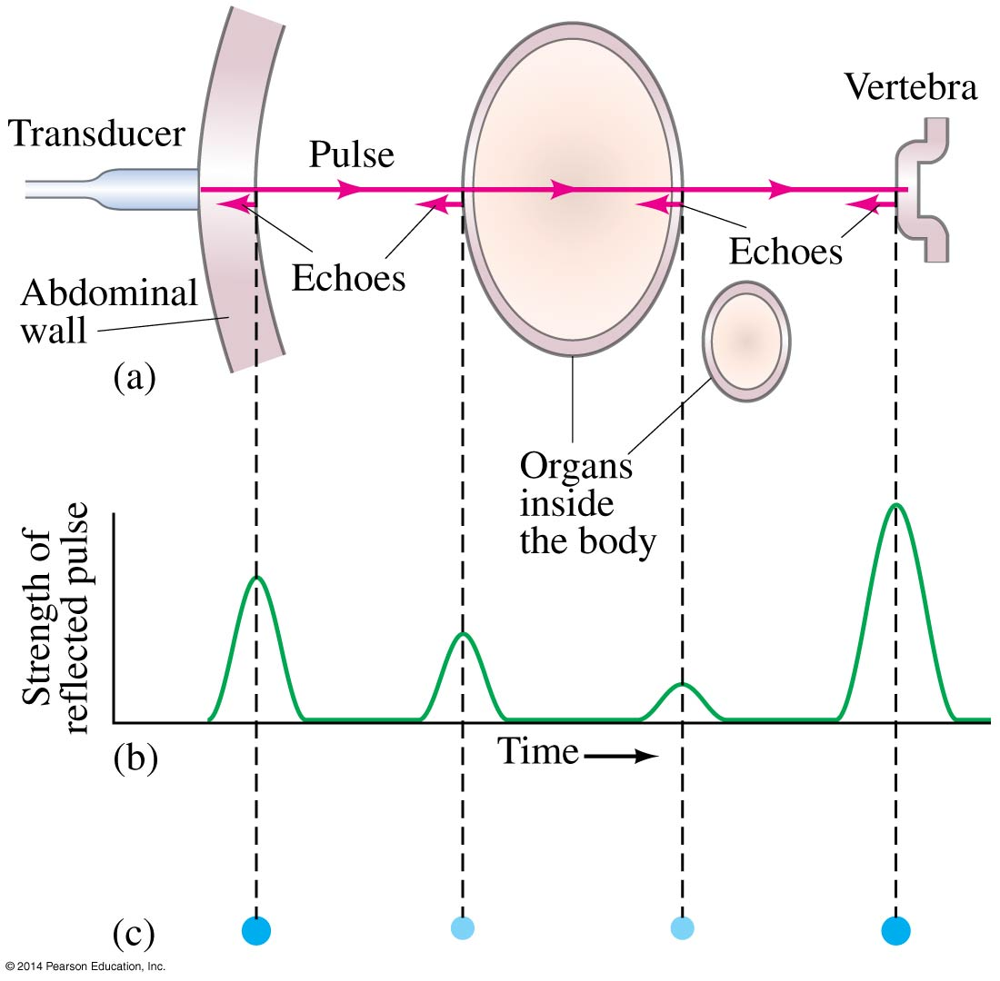 Vertebra
Transducer
Pulse
Echoes
Echoes
Abdominal
wall
(a)
Organs
inside
the body
Strength of
reflected pulse
Time
(b)
(c)
© 2014 Pearson Education, Inc.